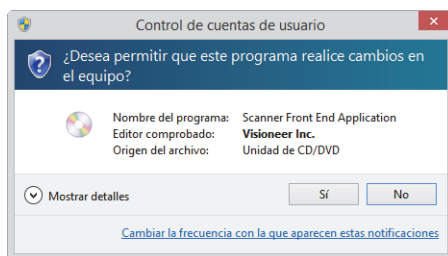 Control de cuentas de usuario
¿Desea permitir que este programa realice cambios en
el equipo?
Nombre del programa: Scanner Front End Application
Editor comprobado: Visioneer Inc.
Origen del archivo: Unidad de CD/DVD
Mostrar detalles Sí No
Cambiar la frecuencia con la que aparecen estas notificaciones